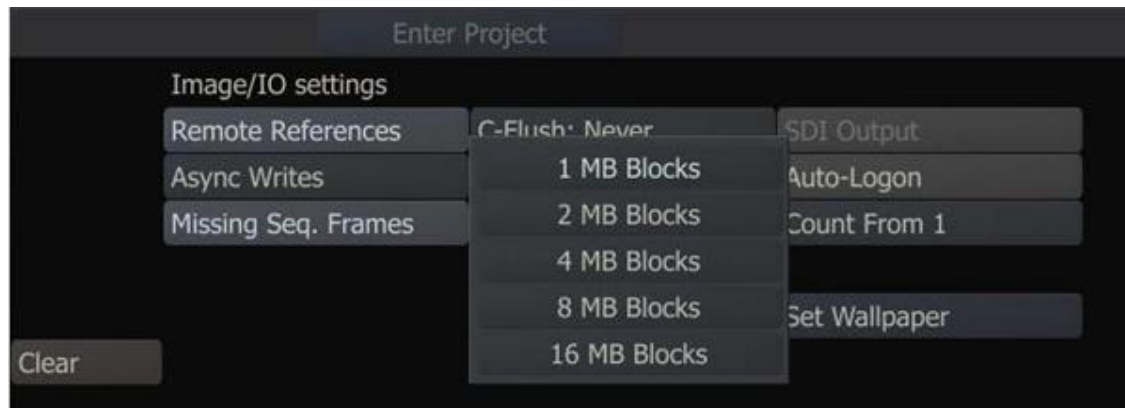 Enter Project
Image/IO settings
Remote References
C-Flush: Never
SDI Output
Async Writes
1 MB Blocks
Auto-Logon
Missing Seq. Frames
2 MB Blocks
Count From 1
4 MB Blocks
8 MB Blocks
Set Wallpaper
16 MB Blocks
Clear